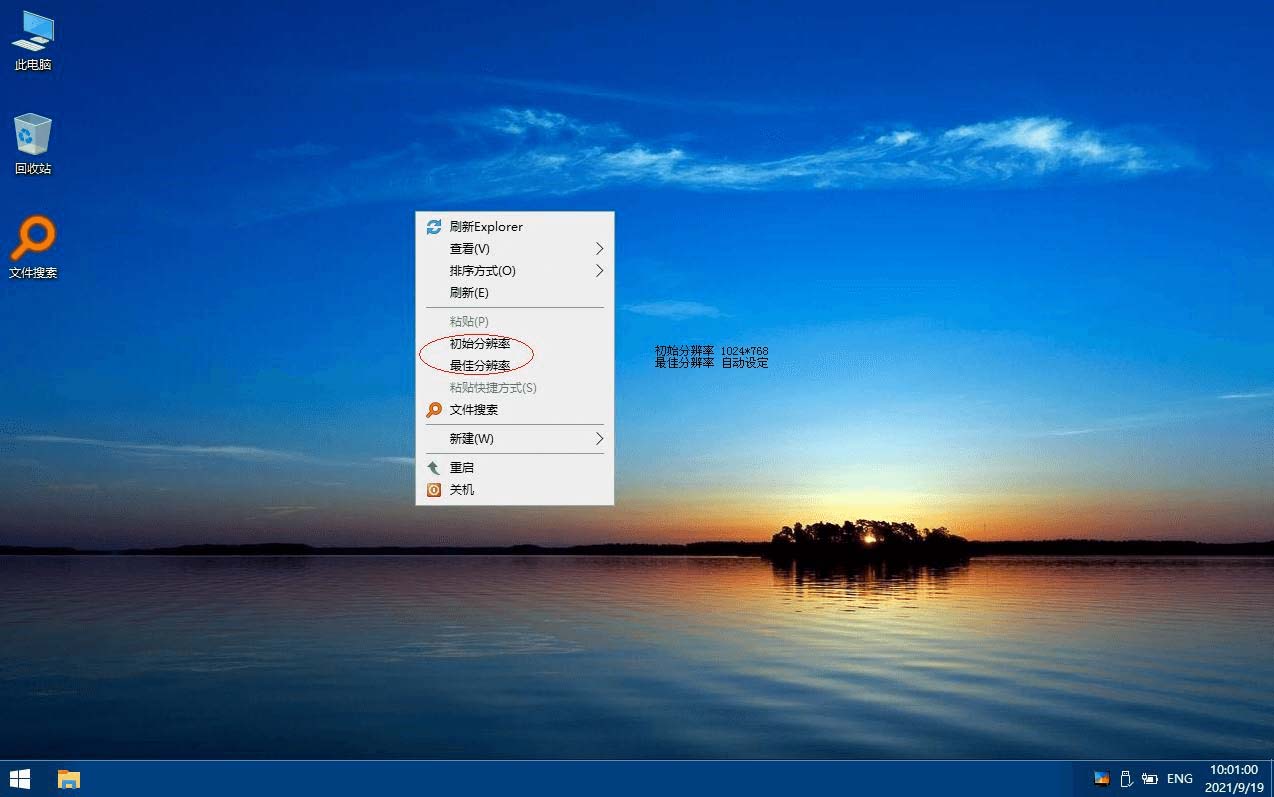 此电脑
回收站
文件搜索
刷新Explorer
查看(V)
排序方式(O)
刷新(E)
粘贴(P)
初始分辨率
最佳分辨率
粘贴快捷方式(S)
文件搜索
新建(W)
重启
关机
初始分辨率 1024*768
最佳分辨率 自动设定
ENG
10:01:00
2021/9/19